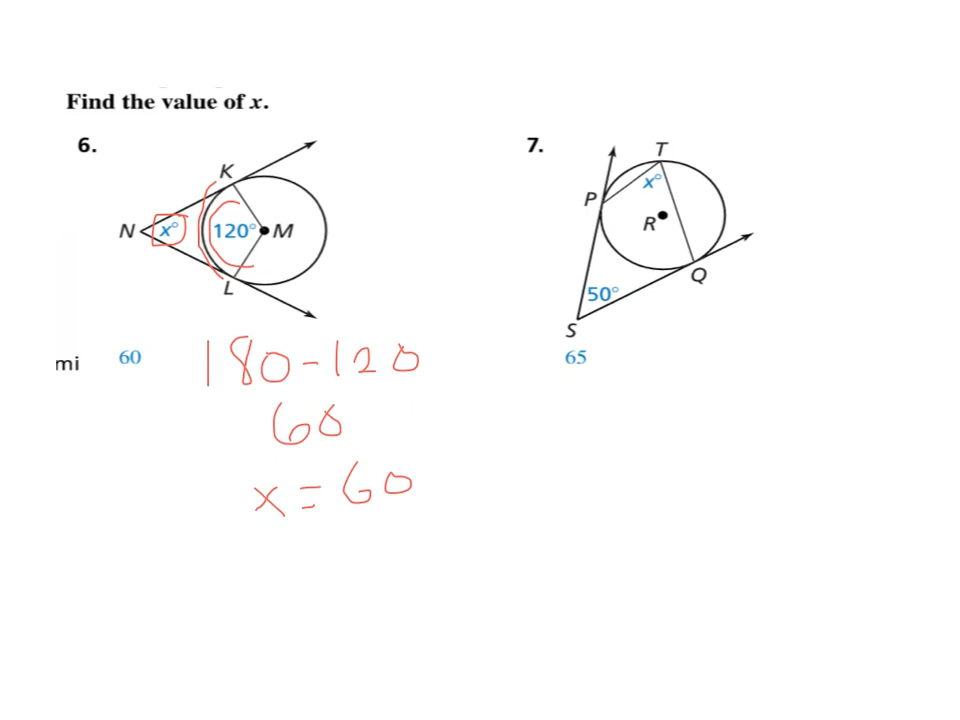 Find the value of x.
6.
7.
K
N x° 120° M
L
T
P x°
R
Q
50°
S
mi 60
65
180-120
60
x=60